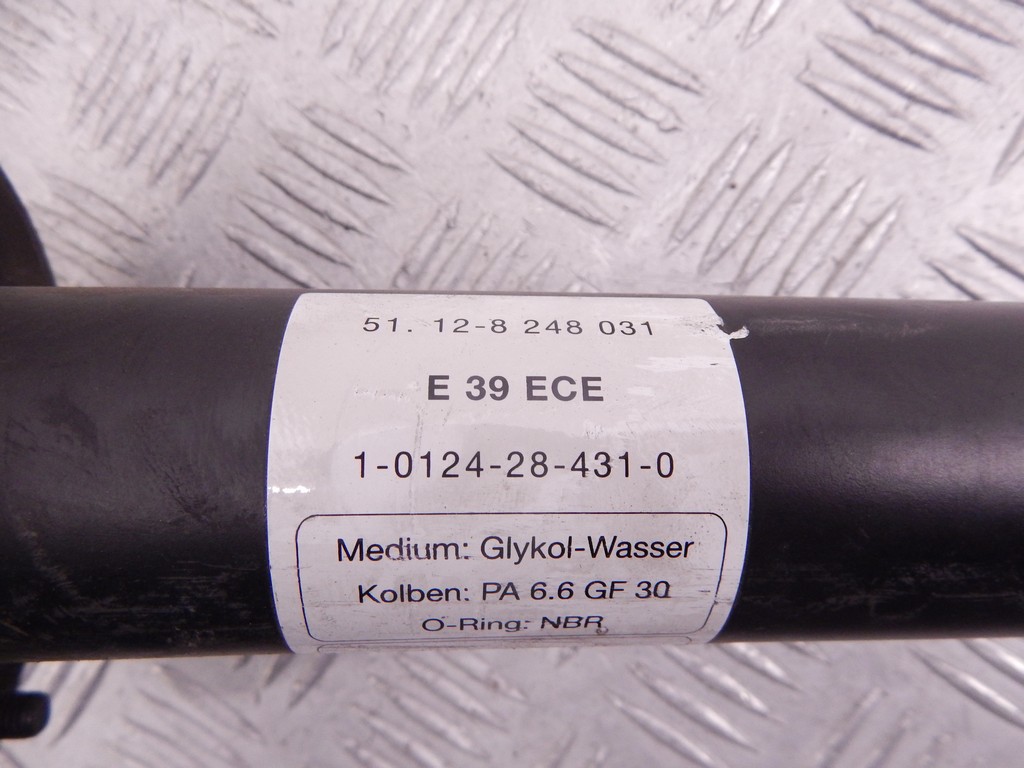 51. 12-8 248 031
E 39 ECE
1-0124-28-431-0
Medium: Glykol-Wasser
Kolben: PA 6.6 GF 30
O-Ring: NBR